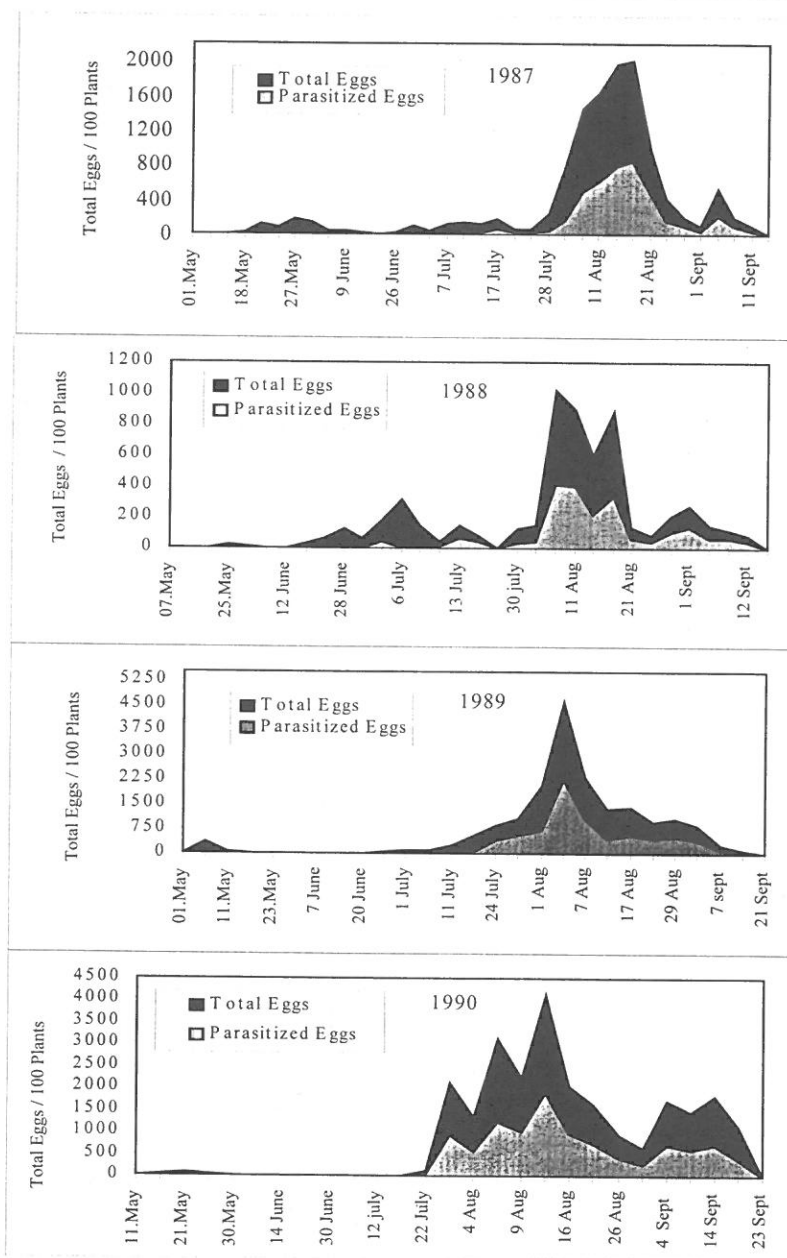 Total Eggs / 100 Plants
2000
1600
1200
800
400
0
Total Eggs
Parasitized Eggs
1987
01.May
18.May
27.May
9 June
26 June
7 July
17 July
28 July
11 Aug
21 Aug
1 Sept
11 Sept
Total Eggs / 100 Plants
1200
1000
800
600
400
200
0
Total Eggs
Parasitized Eggs
1988
07.May
25.May
12 June
28 June
6 July
13 July
30 july
11 Aug
21 Aug
1 Sept
12 Sept
Total Eggs / 100 Plants
5250
4500
3750
3000
2250
1500
750
0
Total Eggs
Parasitized Eggs
1989
01.May
11.May
23.May
7 June
20 June
1 July
11 July
24 July
1 Aug
7 Aug
17 Aug
29 Aug
7 sept
21 Sept
Total Eggs / 100 Plants
4500
4000
3500
3000
2500
2000
1500
1000
500
0
Total Eggs
Parasitized Eggs
1990
11.May
21.May
30.May
14 June
30 June
12 July
22 July
4 Aug
9 Aug
16 Aug
26 Aug
4 Sept
14 Sept
23 Sept